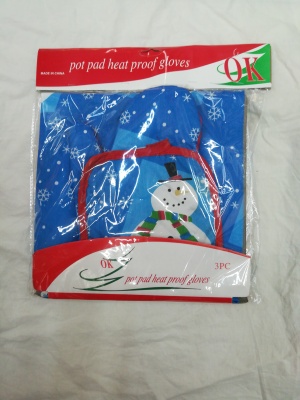 pot pad heat proof gloves
MADE IN CHINA
OK
OK
pot pad heat proof gloves
3PC